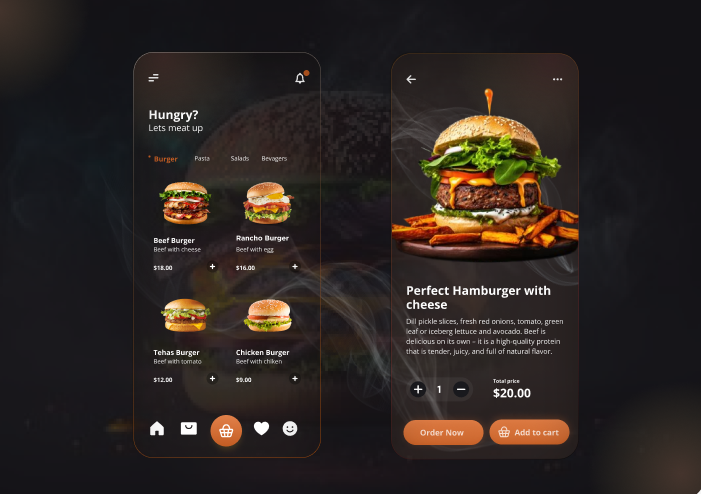 Hungry?
Lets meat up
Burger
Pasta
Salads
Bevagers
Beef Burger
Beef with cheese
$18.00
+
Rancho Burger
Beef with egg
$16.00
+
Tehas Burger
Beef with tomato
$12.00
+
Chicken Burger
Beef with chiken
$9.00
+
Perfect Hamburger with
cheese
Dill pickle slices, fresh red onions, tomato, green
leaf or iceberg lettuce and avocado. Beef is
delicious on its own – it is a high-quality protein
that is tender, juicy, and full of natural flavor.
+ 1 −
Total price
$20.00
Order Now
Add to cart